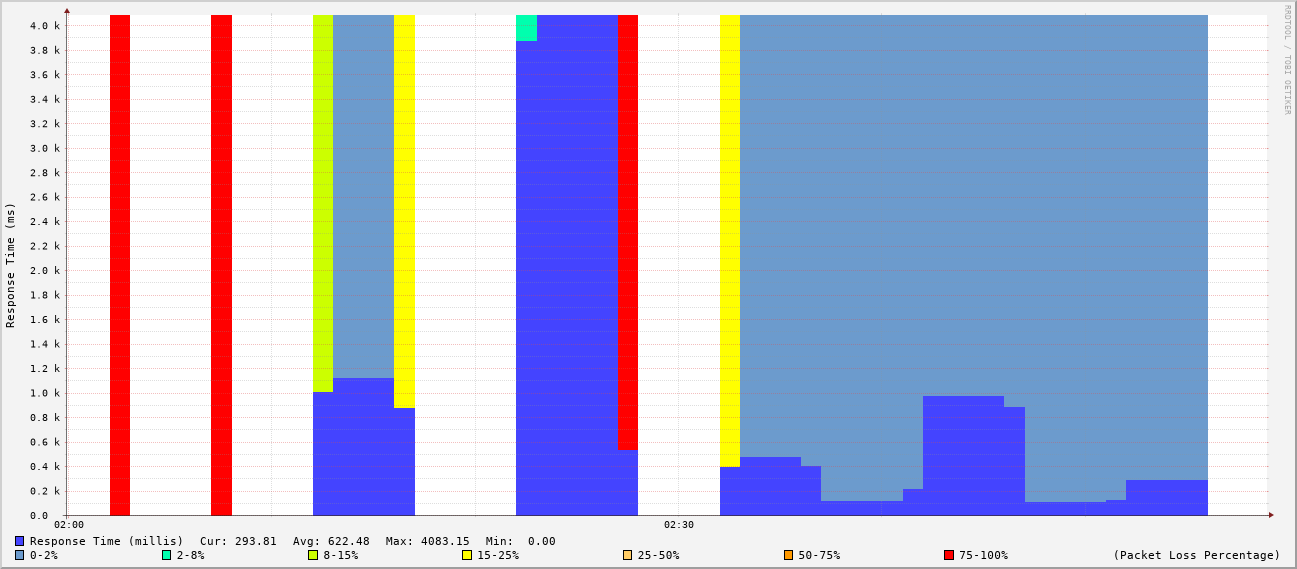 RRDTOOL / TOBI OETIKER
Response Time (ms)
4.0 k
3.8 k
3.6 k
3.4 k
3.2 k
3.0 k
2.8 k
2.6 k
2.4 k
2.2 k
2.0 k
1.8 k
1.6 k
1.4 k
1.2 k
1.0 k
0.8 k
0.6 k
0.4 k
0.2 k
0.0
02:00 02:30
Response Time (millis) Cur: 293.81 Avg: 622.48 Max: 4083.15 Min: 0.00
0-2% 2-8% 8-15% 15-25% 25-50% 50-75% 75-100% (Packet Loss Percentage)